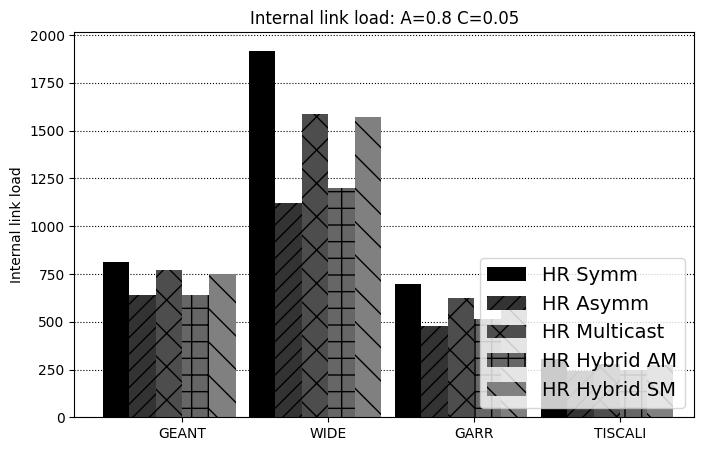 Internal link load: A=0.8 C=0.05
Internal link load
2000
1750
1500
1250
1000
750
500
250
0
GEANT WIDE GARR TISCALI
HR Symm
HR Asymm
HR Multicast
HR Hybrid AM
HR Hybrid SM